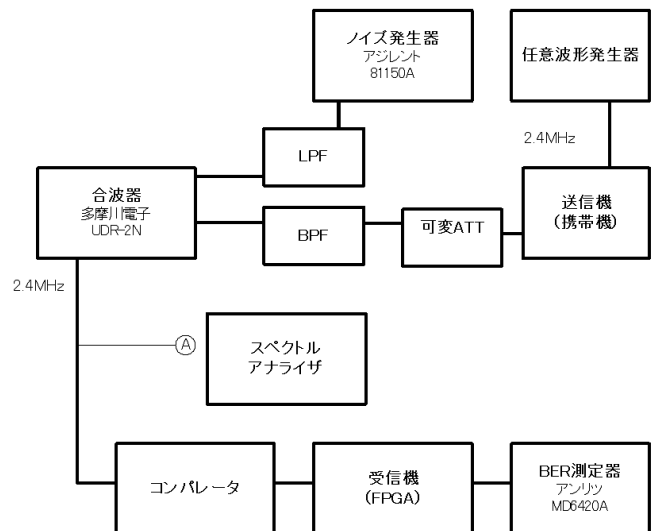 ノイズ発生器
アジレント
81150A
任意波形発生器
2.4MHz
LPF
合波器
多摩川電子
UDR-2N
BPF
可変ATT
送信機
(携帯機)
2.4MHz
A
スペクトル
アナライザ
コンパレータ
受信機
(FPGA)
BER測定器
アンリツ
MD6420A